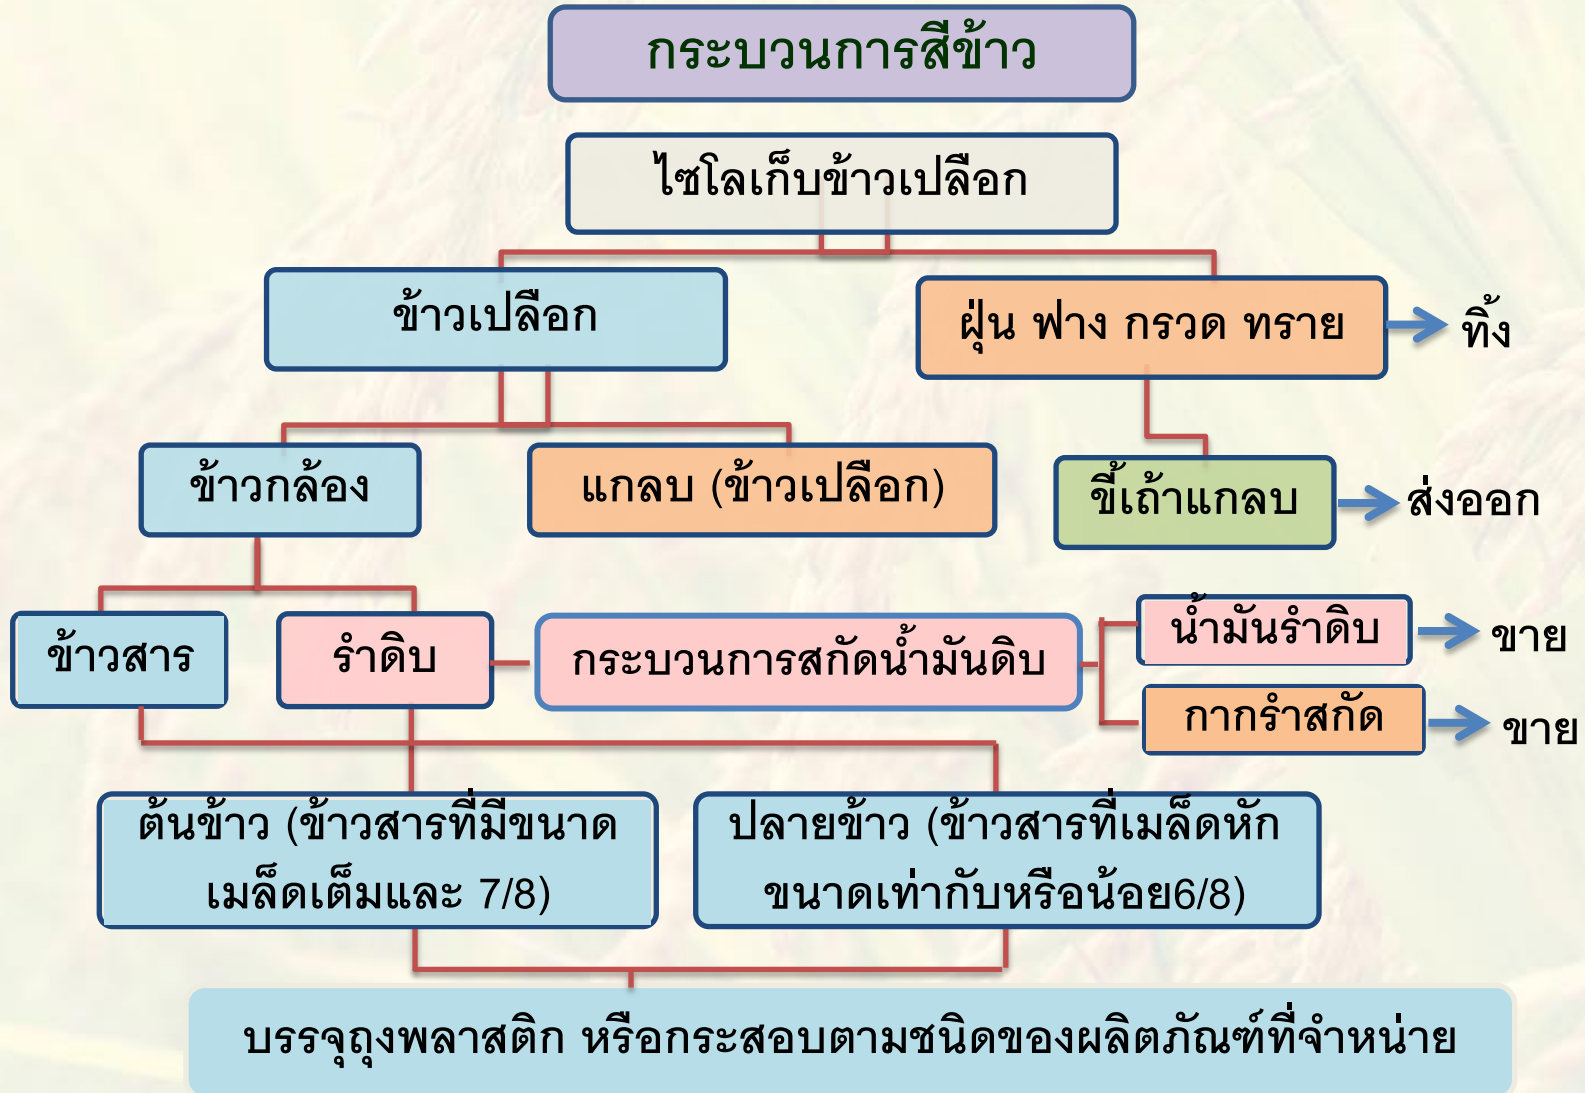 กระบวนการสีข้าว
ไซโลเก็บข้าวเปลือก
ข้าวเปลือก
ฝุ่น ฟาง กรวด ทราย
ทิ้ง
ข้าวกล้อง
แกลบ (ข้าวเปลือก)
ขี้เถ้าแกลบ
ส่งออก
ข้าวสาร
รำดิบ
กระบวนการสกัดน้ำมันดิบ
น้ำมันรำดิบ
ขาย
กากรำสกัด
ขาย
ต้นข้าว (ข้าวสารที่มีขนาด
เมล็ดเต็มและ 7/8)
ปลายข้าว (ข้าวสารที่เมล็ดหัก
ขนาดเท่ากับหรือน้อย6/8)
บรรจุถุงพลาสติก หรือกระสอบตามชนิดของผลิตภัณฑ์ที่จำหน่าย